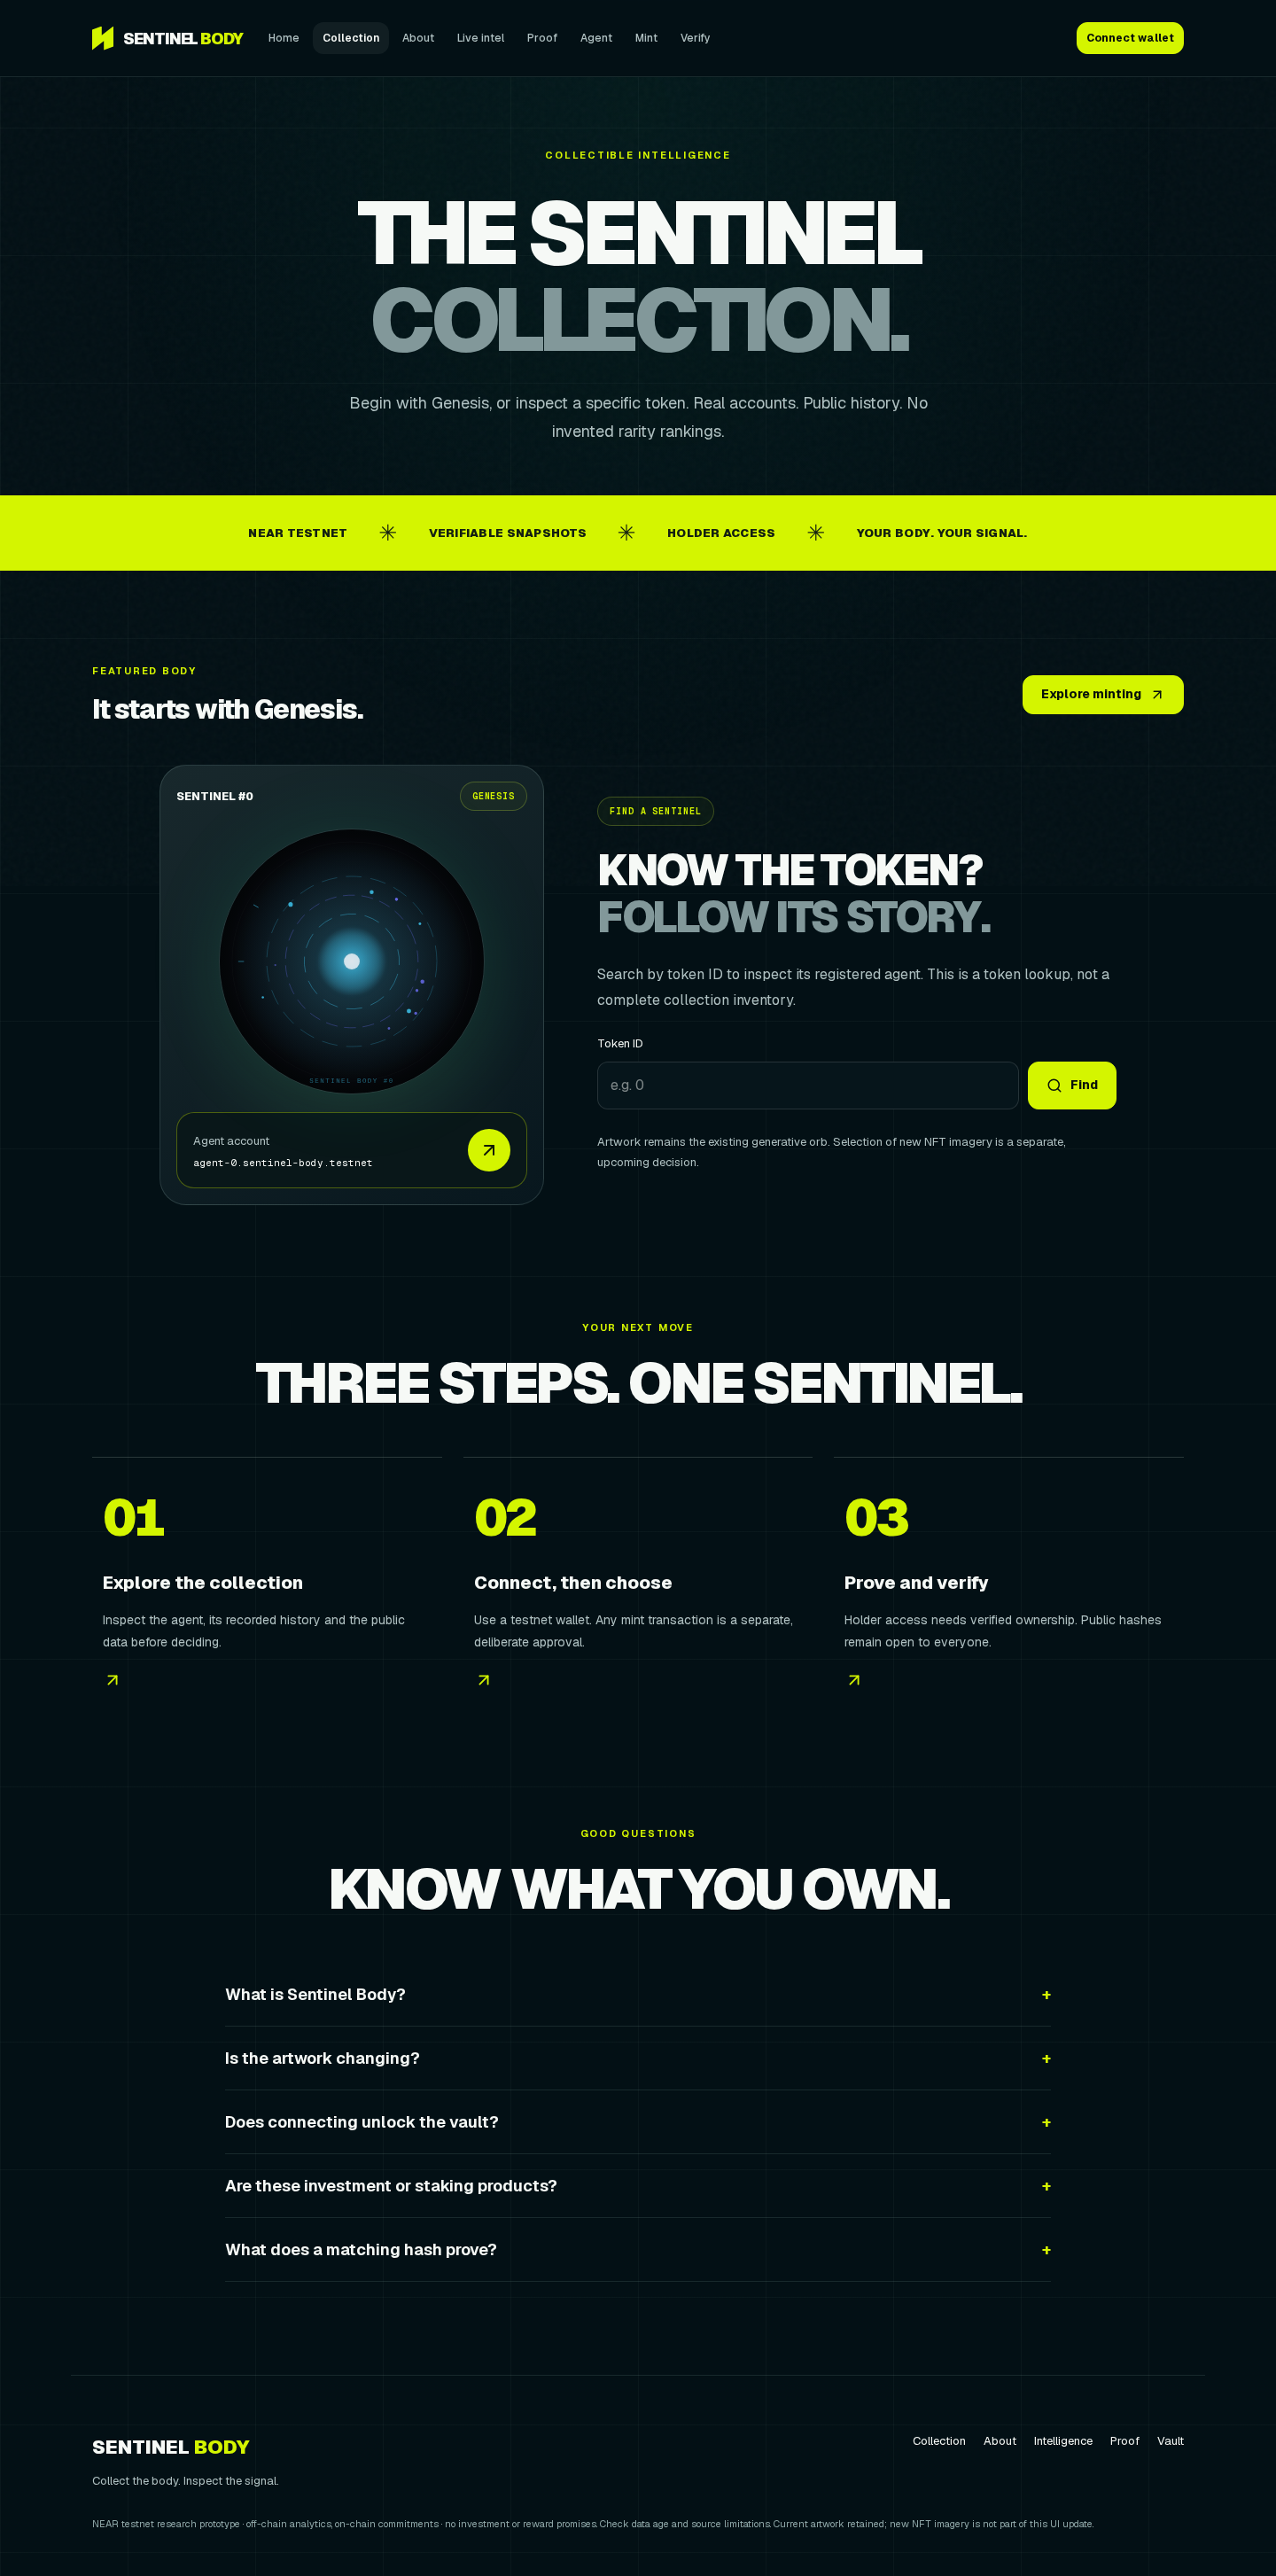 SENTINEL BODY
Home
Collection
About
Live intel
Proof
Agent
Mint
Verify
Connect wallet
COLLECTIBLE INTELLIGENCE
THE SENTINEL
COLLECTION.
Begin with Genesis, or inspect a specific token. Real accounts. Public history. No
invented rarity rankings.
NEAR TESTNET
VERIFIABLE SNAPSHOTS
HOLDER ACCESS
YOUR BODY. YOUR SIGNAL.
FEATURED BODY
It starts with Genesis.
Explore minting
SENTINEL #0
GENESIS
SENTINEL BODY #0
Agent account
agent-0.sentinel-body.testnet
FIND A SENTINEL
KNOW THE TOKEN?
FOLLOW ITS STORY.
Search by token ID to inspect its registered agent. This is a token lookup, not a
complete collection inventory.
Token ID
e.g. 0
Find
Artwork remains the existing generative orb. Selection of new NFT imagery is a separate,
upcoming decision.
YOUR NEXT MOVE
THREE STEPS. ONE SENTINEL.
01
Explore the collection
Inspect the agent, its recorded history and the public
data before deciding.
02
Connect, then choose
Use a testnet wallet. Any mint transaction is a separate,
deliberate approval.
03
Prove and verify
Holder access needs verified ownership. Public hashes
remain open to everyone.
GOOD QUESTIONS
KNOW WHAT YOU OWN.
What is Sentinel Body? +
Is the artwork changing? +
Does connecting unlock the vault? +
Are these investment or staking products? +
What does a matching hash prove? +
SENTINEL BODY
Collect the body. Inspect the signal.
Collection
About
Intelligence
Proof
Vault
NEAR testnet research prototype · off-chain analytics, on-chain commitments · no investment or reward promises. Check data age and source limitations. Current artwork retained; new NFT imagery is not part of this UI update.